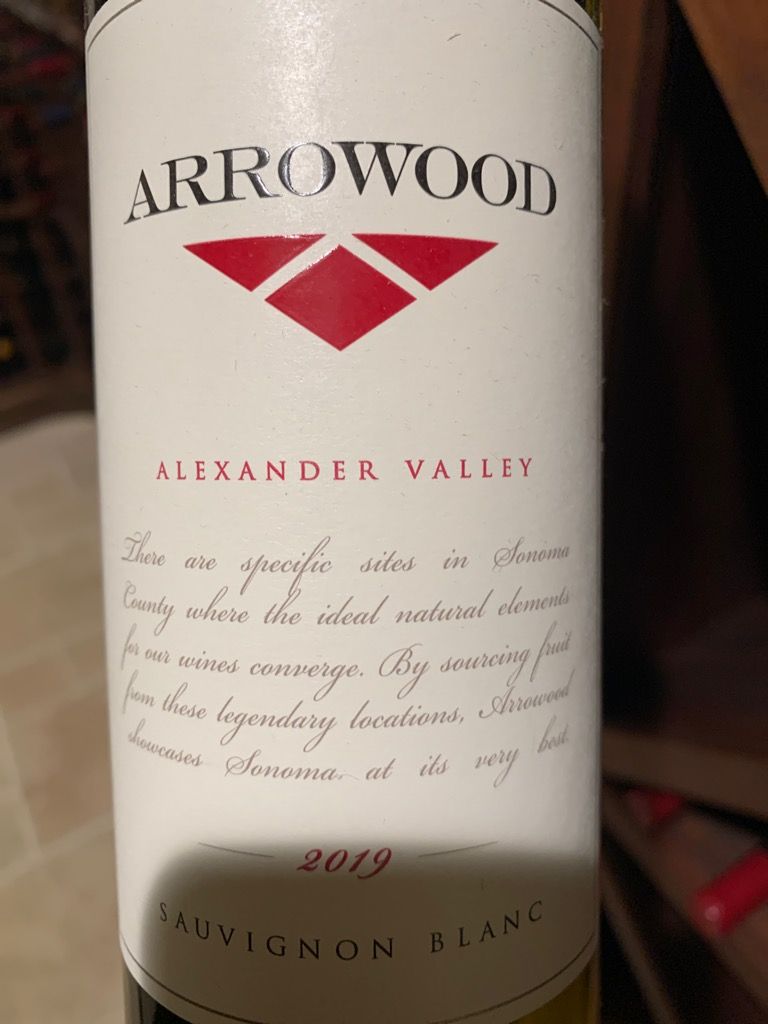 ARROWOOD
ALEXANDER VALLEY
There are specific sites in Sonoma
County where the ideal natural elements
for our wines converge. By sourcing fruit
from these legendary locations, Arrowood
showcases Sonoma at its very best.
2019
SAUVIGNON BLANC